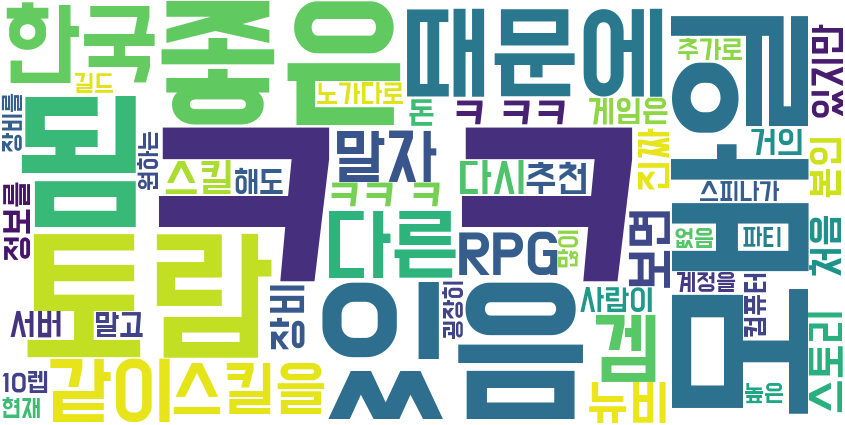 한국
좋은
때문에
모바일
있지만
추가로
길드
노가다로
돈
ㅋ ㅋㅋ
게임은
장비를
됨
ㅋㅋ
말자
진짜
거의
원하는
스킬
해도
다시
추천
본인
스피나가
정보를
ㅋㅋ ㅋ
다른
RPG
많이
보면
없음
파티
처음
토람
있음
장비
굉장히
사람이
계정을
컴퓨터
서버
말고
겜
스토리
10렙
현재
같이
스킬을
뉴비
높은